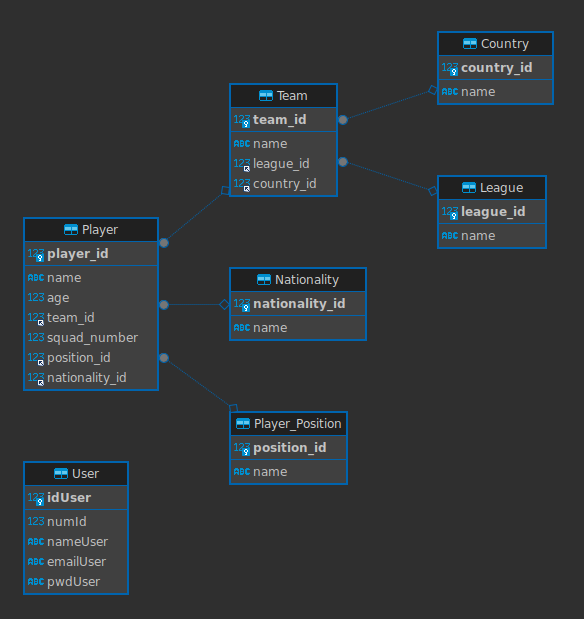 Country
123 country_id
ABC name
Team
123 team_id
ABC name
123 league_id
123 country_id
League
123 league_id
ABC name
Player
123 player_id
ABC name
123 age
123 team_id
123 squad_number
123 position_id
123 nationality_id
Nationality
123 nationality_id
ABC name
Player_Position
123 position_id
ABC name
User
123 idUser
123 numId
ABC nameUser
ABC emailUser
ABC pwdUser